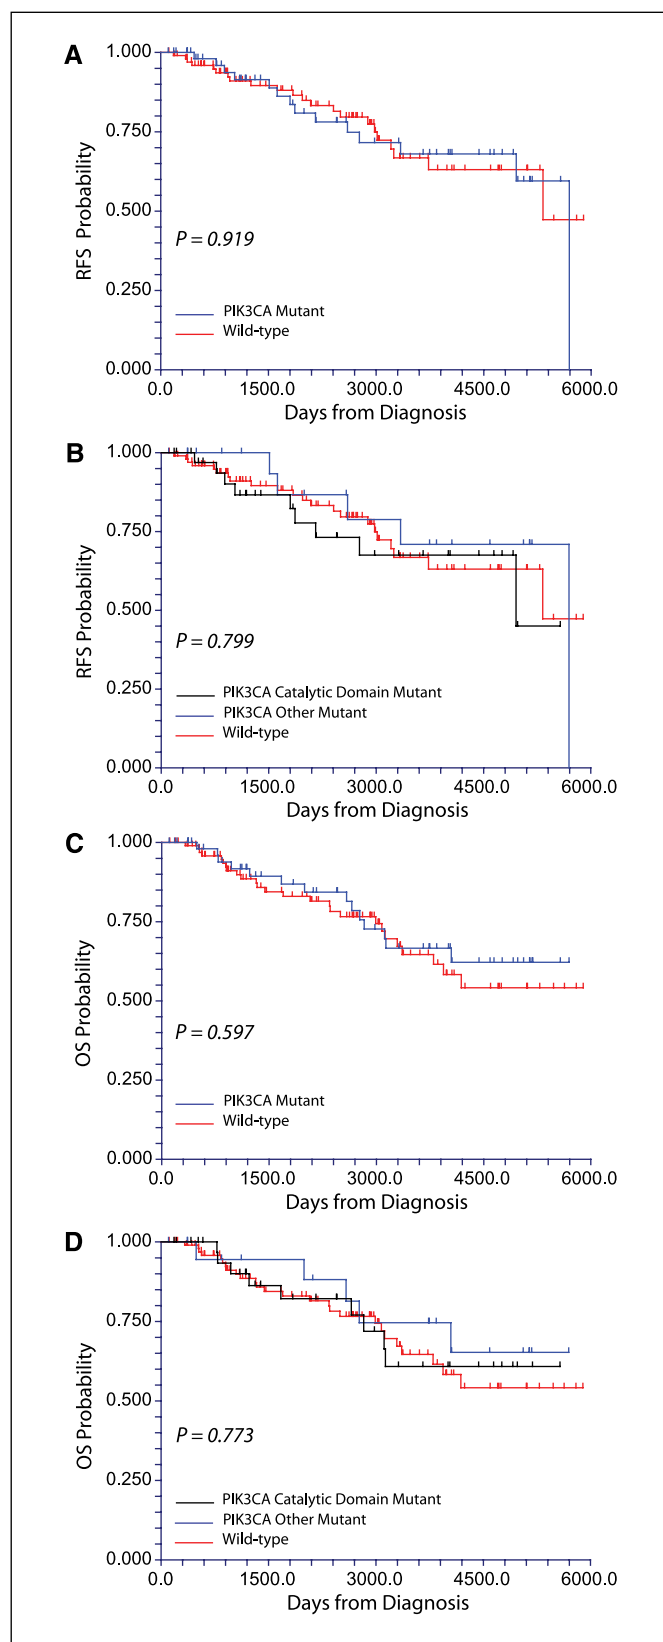 A
1.000
0.750
0.500
0.250
0.000
RFS Probability
P = 0.919
PIK3CA Mutant
Wild-type
0.0 1500.0 3000.0 4500.0 6000.0
Days from Diagnosis
B
1.000
0.750
0.500
0.250
0.000
RFS Probability
P = 0.799
PIK3CA Catalytic Domain Mutant
PIK3CA Other Mutant
Wild-type
0.0 1500.0 3000.0 4500.0 6000.0
Days from Diagnosis
C
1.000
0.750
0.500
0.250
0.000
OS Probability
P = 0.597
PIK3CA Mutant
Wild-type
0.0 1500.0 3000.0 4500.0 6000.0
Days from Diagnosis
D
1.000
0.750
0.500
0.250
0.000
OS Probability
P = 0.773
PIK3CA Catalytic Domain Mutant
PIK3CA Other Mutant
Wild-type
0.0 1500.0 3000.0 4500.0 6000.0
Days from Diagnosis